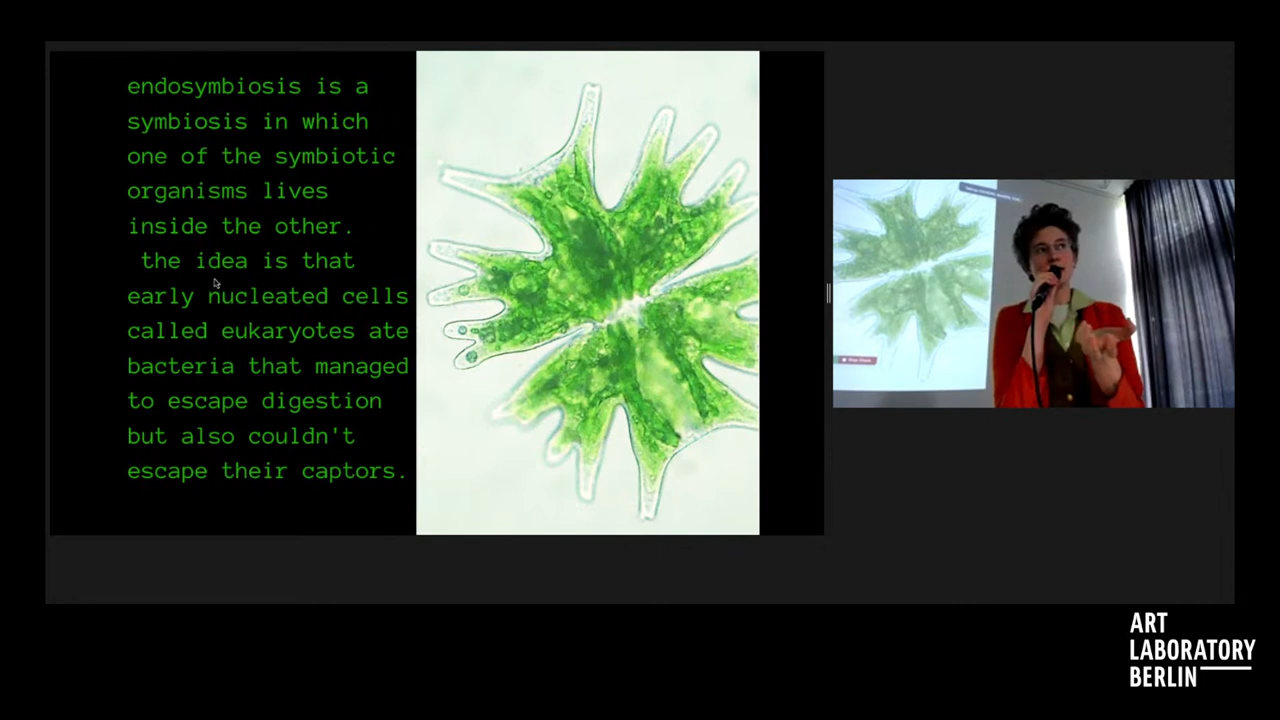 endosymbiosis is a
symbiosis in which
one of the symbiotic
organisms lives
inside the other.
the idea is that
early nucleated cells
called eukaryotes ate
bacteria that managed
to escape digestion
but also couldn't
escape their captors.
ART
LABORATORY
BERLIN